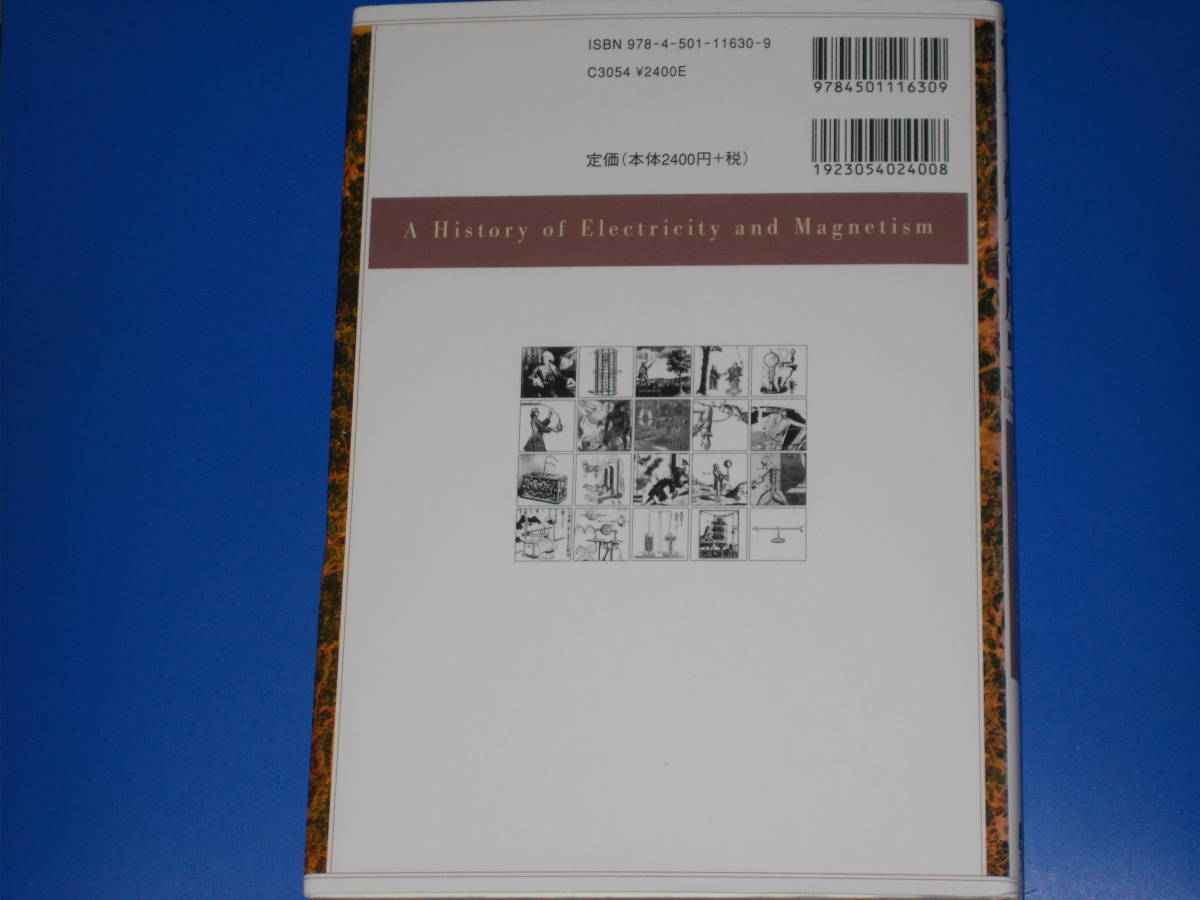 ISBN 978-4-501-11630-9
C3054 ¥2400E
9784501116309
定価(本体2400円+税)
1923054024008
A History of Electricity and Magnetism